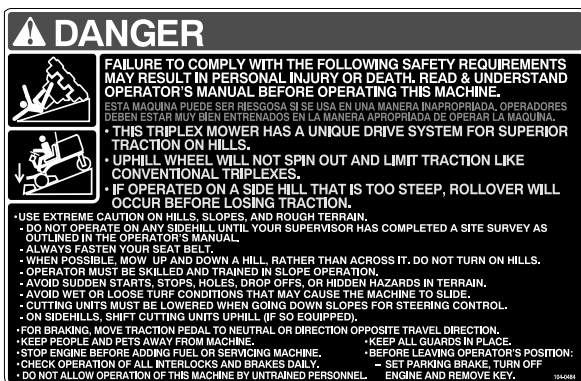 DANGER
FAILURE TO COMPLY WITH THE FOLLOWING SAFETY REQUIREMENTS
MAY RESULT IN PERSONAL INJURY OR DEATH. READ & UNDERSTAND
OPERATOR'S MANUAL BEFORE OPERATING THIS MACHINE.
ESTA MAQUINA PUEDE SER RIESGOSA SI SE USA EN UNA MANERA INAPROPRIADA. OPERADORES
DEBEN ESTAR MUY BIEN ENTRENADOS EN LA MANERA APROPRIADA DE OPERAR LA MAQUINA.
• THIS TRIPLEX MOWER HAS A UNIQUE DRIVE SYSTEM FOR SUPERIOR
TRACTION ON HILLS.
• UPHILL WHEEL WILL NOT SPIN OUT AND LIMIT TRACTION LIKE
CONVENTIONAL TRIPLEXES.
• IF OPERATED ON A SIDE HILL THAT IS TOO STEEP, ROLLOVER WILL
OCCUR BEFORE LOSING TRACTION.
•USE EXTREME CAUTION ON HILLS, SLOPES, AND ROUGH TERRAIN.
- DO NOT OPERATE ON ANY SIDEHILL UNTIL YOUR SUPERVISOR HAS COMPLETED A SITE SURVEY AS
OUTLINED IN THE OPERATOR'S MANUAL.
- ALWAYS FASTEN YOUR SEAT BELT.
- WHEN POSSIBLE, MOW UP AND DOWN A HILL, RATHER THAN ACROSS IT. DO NOT TURN ON HILLS.
- OPERATOR MUST BE SKILLED AND TRAINED IN SLOPE OPERATION.
- AVOID SUDDEN STARTS, STOPS, HOLES, DROP OFFS, OR HIDDEN HAZARDS IN TERRAIN.
- AVOID WET OR LOOSE TURF CONDITIONS THAT MAY CAUSE THE MACHINE TO SLIDE.
- CUTTING UNITS MUST BE LOWERED WHEN GOING DOWN SLOPES FOR STEERING CONTROL.
- ON SIDEHILLS, SHIFT CUTTING UNITS UPHILL (IF SO EQUIPPED).
•FOR BRAKING, MOVE TRACTION PEDAL TO NEUTRAL OR DIRECTION OPPOSITE TRAVEL DIRECTION.
•KEEP PEOPLE AND PETS AWAY FROM MACHINE.
•STOP ENGINE BEFORE ADDING FUEL OR SERVICING MACHINE.
•CHECK OPERATION OF ALL INTERLOCKS AND BRAKES DAILY.
• DO NOT ALLOW OPERATION OF THIS MACHINE BY UNTRAINED PERSONNEL.
•KEEP ALL GUARDS IN PLACE.
•BEFORE LEAVING OPERATOR'S POSITION:
– SET PARKING BRAKE, TURN OFF
ENGINE AND REMOVE KEY.
104-0484